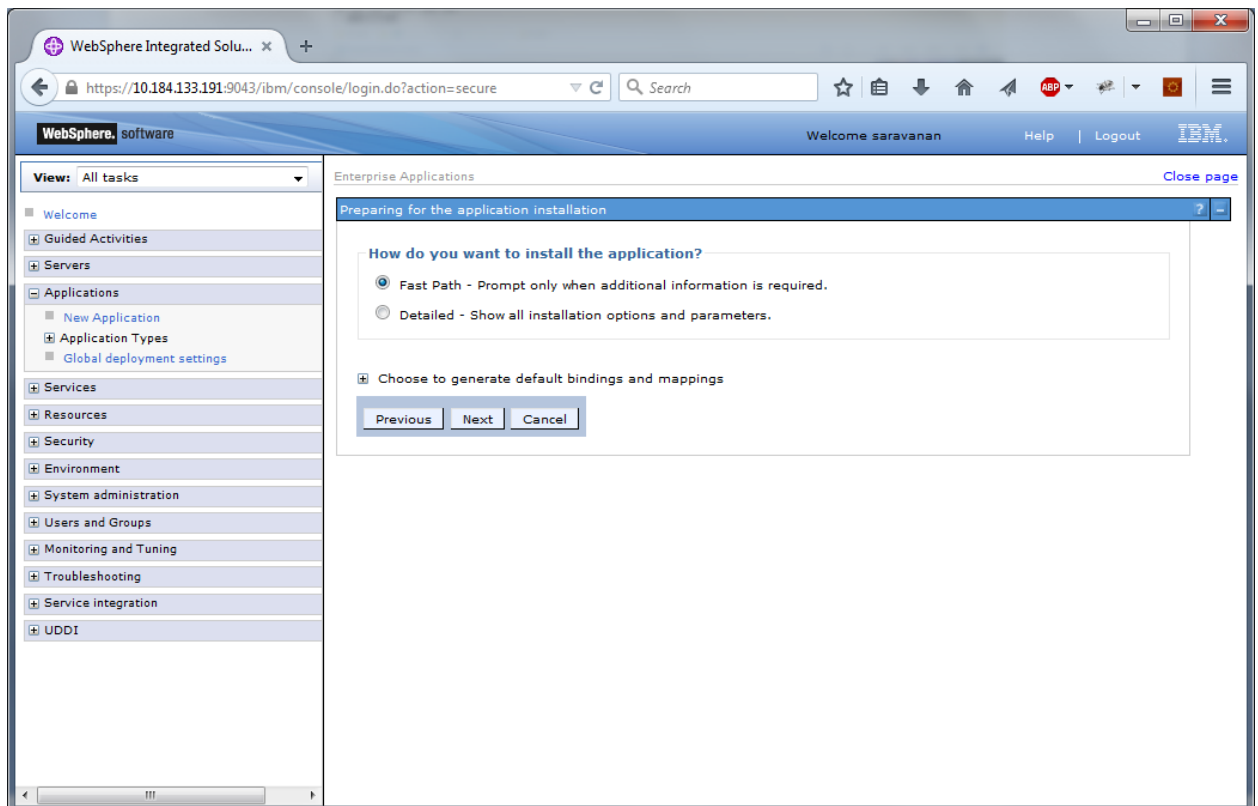 WebSphere Integrated Solu...
https://10.184.133.191:9043/ibm/console/login.do?action=secure
Search
ABP
WebSphere. software
Welcome saravanan
Help | Logout
IBM.
View: All tasks
Welcome
Guided Activities
Servers
Applications
New Application
Application Types
Global deployment settings
Services
Resources
Security
Environment
System administration
Users and Groups
Monitoring and Tuning
Troubleshooting
Service integration
UDDI
Enterprise Applications
Close page
Preparing for the application installation
How do you want to install the application?
Fast Path - Prompt only when additional information is required.
Detailed - Show all installation options and parameters.
Choose to generate default bindings and mappings
Previous Next Cancel